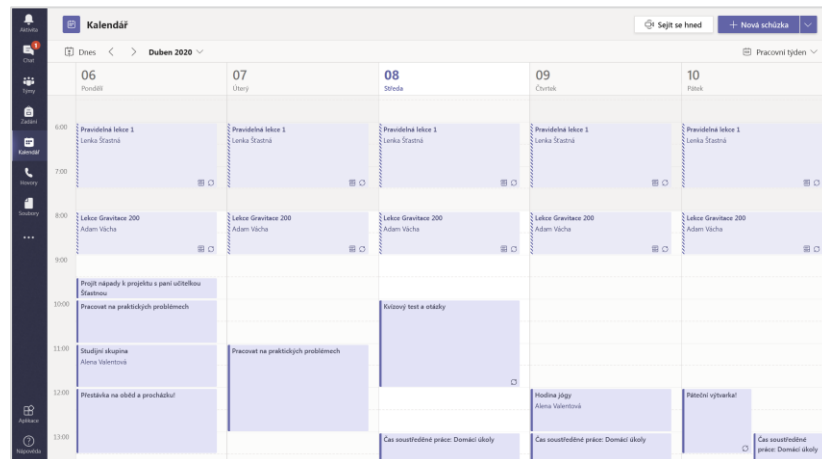 Kalendář
Sejít se hned
+ Nová schůzka
Dnes
Duben 2020
Pracovní týden
Aktivita
1
Chat
Týmy
Zadání
Kalendář
Hovory
Soubory
Aplikace
Nápověda
06
Pondělí
07
Úterý
08
Středa
09
Čtvrtek
10
Pátek
6:00
7:00
8:00
9:00
10:00
11:00
12:00
13:00
Pravidelná lekce 1
Lenka Šťastná
Lekce Gravitace 200
Adam Vácha
Projít nápady k projektu s paní učitelkou
Šťastnou
Pracovat na praktických problémech
Studijní skupina
Alena Valentová
Přestávka na oběd a procházku!
Pravidelná lekce 1
Lenka Šťastná
Lekce Gravitace 200
Adam Vácha
Pracovat na praktických problémech
Pravidelná lekce 1
Lenka Šťastná
Lekce Gravitace 200
Adam Vácha
Kvízový test a otázky
Čas soustředěné práce: Domácí úkoly
Pravidelná lekce 1
Lenka Šťastná
Lekce Gravitace 200
Adam Vácha
Hodina jógy
Alena Valentová
Čas soustředěné práce: Domácí úkoly
Pravidelná lekce 1
Lenka Šťastná
Lekce Gravitace 200
Adam Vácha
Páteční výtvarka!
Čas soustředěné
práce: Domácí úkoly